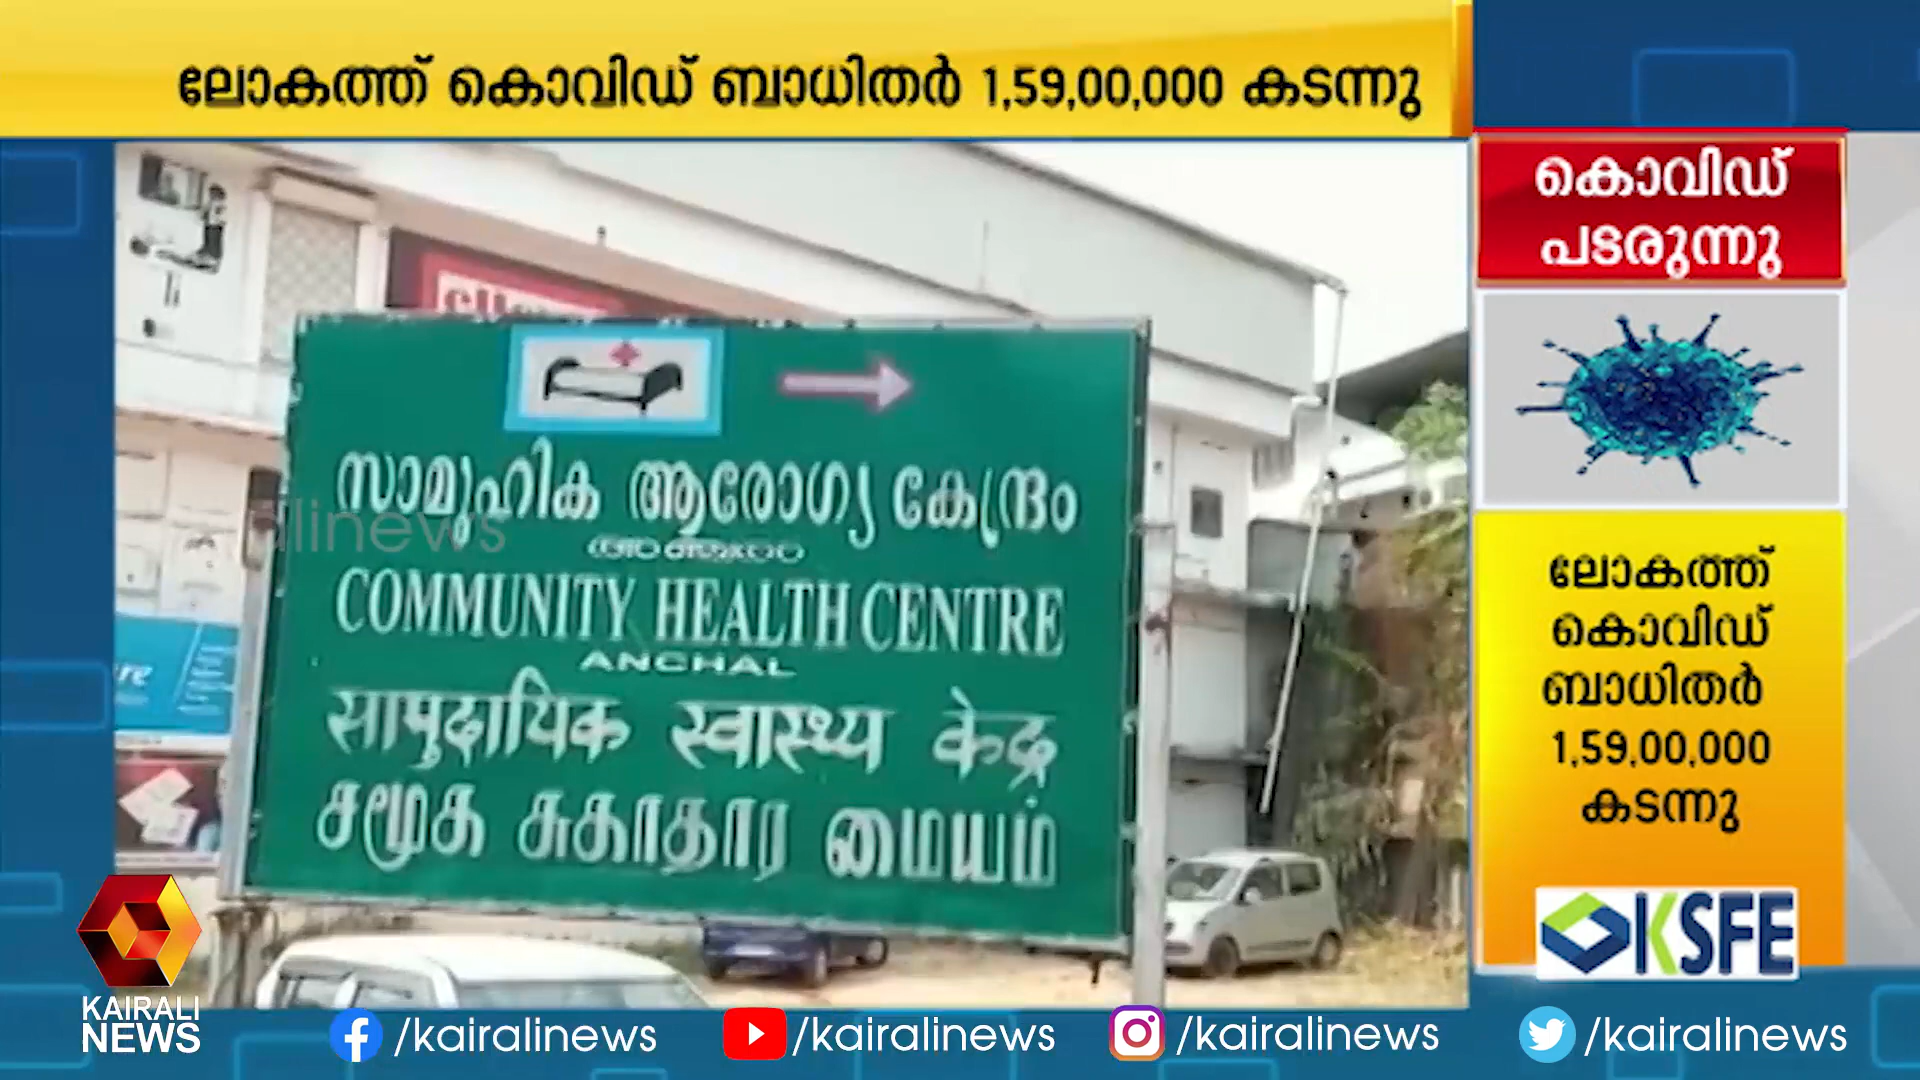 ലോകത്ത് കൊവിഡ് ബാധിതർ 1,59,00,000 കടന്നു
കൊവിഡ്
പടരുന്നു
സാമൂഹിക ആരോഗ്യ കേന്ദ്രം
alinews
COMMUNITY HEALTH CENTRE
ANCHAL
सामुदायिक स्वास्थ्य केंद्र
சமூக சுகாதார மையம்
ലോകത്ത്
കൊവിഡ്
ബാധിതർ
1,59,00,000
കടന്നു
KSFE
KAIRALI
NEWS
/kairalinews
/kairalinews
/kairalinews
/kairalinews